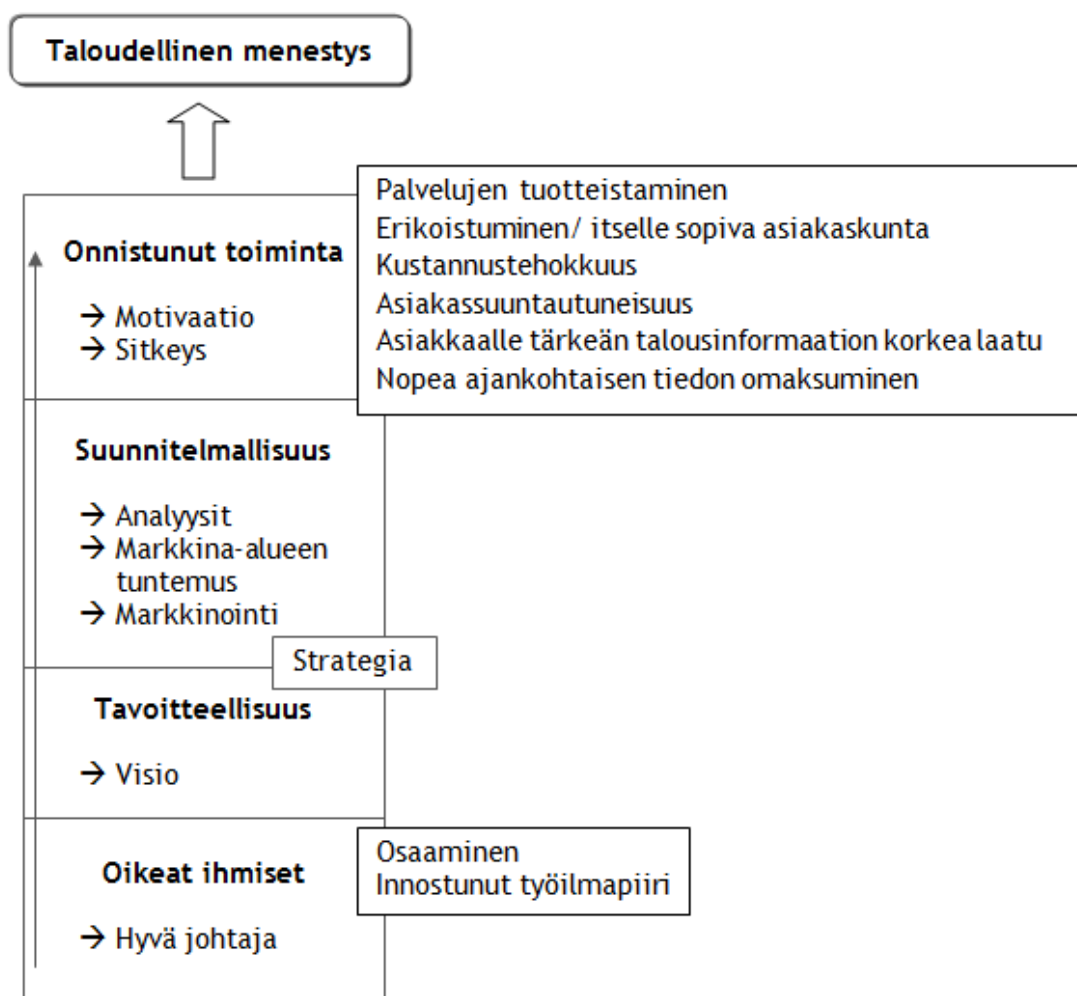 Taloudellinen menestys
Palvelujen tuotteistaminen
Erikoistuminen/ itselle sopiva asiakaskunta
Kustannustehokkuus
Asiakassuuntautuneisuus
Asiakkaalle tärkeän talousinformaation korkea laatu
Nopea ajankohtaisen tiedon omaksuminen
Onnistunut toiminta
→ Motivaatio
→ Sitkeys
Suunnitelmallisuus
→ Analyysit
→ Markkina-alueen
tuntemus
→ Markkinointi
Strategia
Tavoitteellisuus
→ Visio
Oikeat ihmiset
→ Hyvä johtaja
Osaaminen
Innostunut työilmapiiri